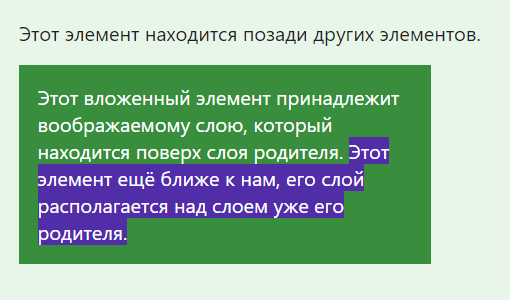 Этот элемент находится позади других элементов.
Этот вложенный элемент принадлежит
воображаемому слою, который
находится поверх слоя родителя. Этот
элемент ещё ближе к нам, его слой
располагается над слоем уже его
родителя.